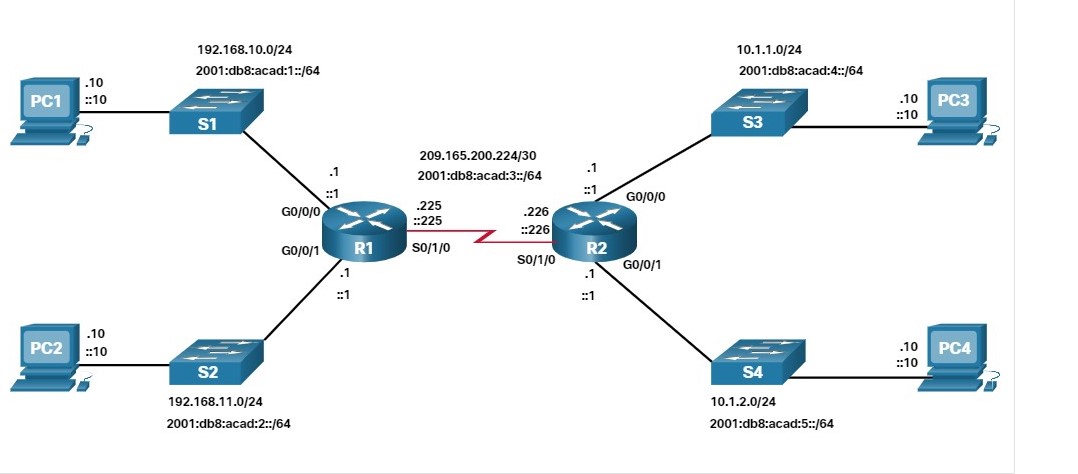 192.168.10.0/24
2001:db8:acad:1::/64
10.1.1.0/24
2001:db8:acad:4::/64
PC1
.10
::10
S1
S3
.10
::10
PC3
209.165.200.224/30
2001:db8:acad:3::/64
.1
::1
.1
::1
G0/0/0
G0/0/0
.225
::225
.226
::226
G0/0/1
R1
S0/1/0
R2
S0/1/0
G0/0/1
.1
::1
.1
::1
PC2
.10
::10
S2
S4
.10
::10
PC4
192.168.11.0/24
2001:db8:acad:2::/64
10.1.2.0/24
2001:db8:acad:5::/64